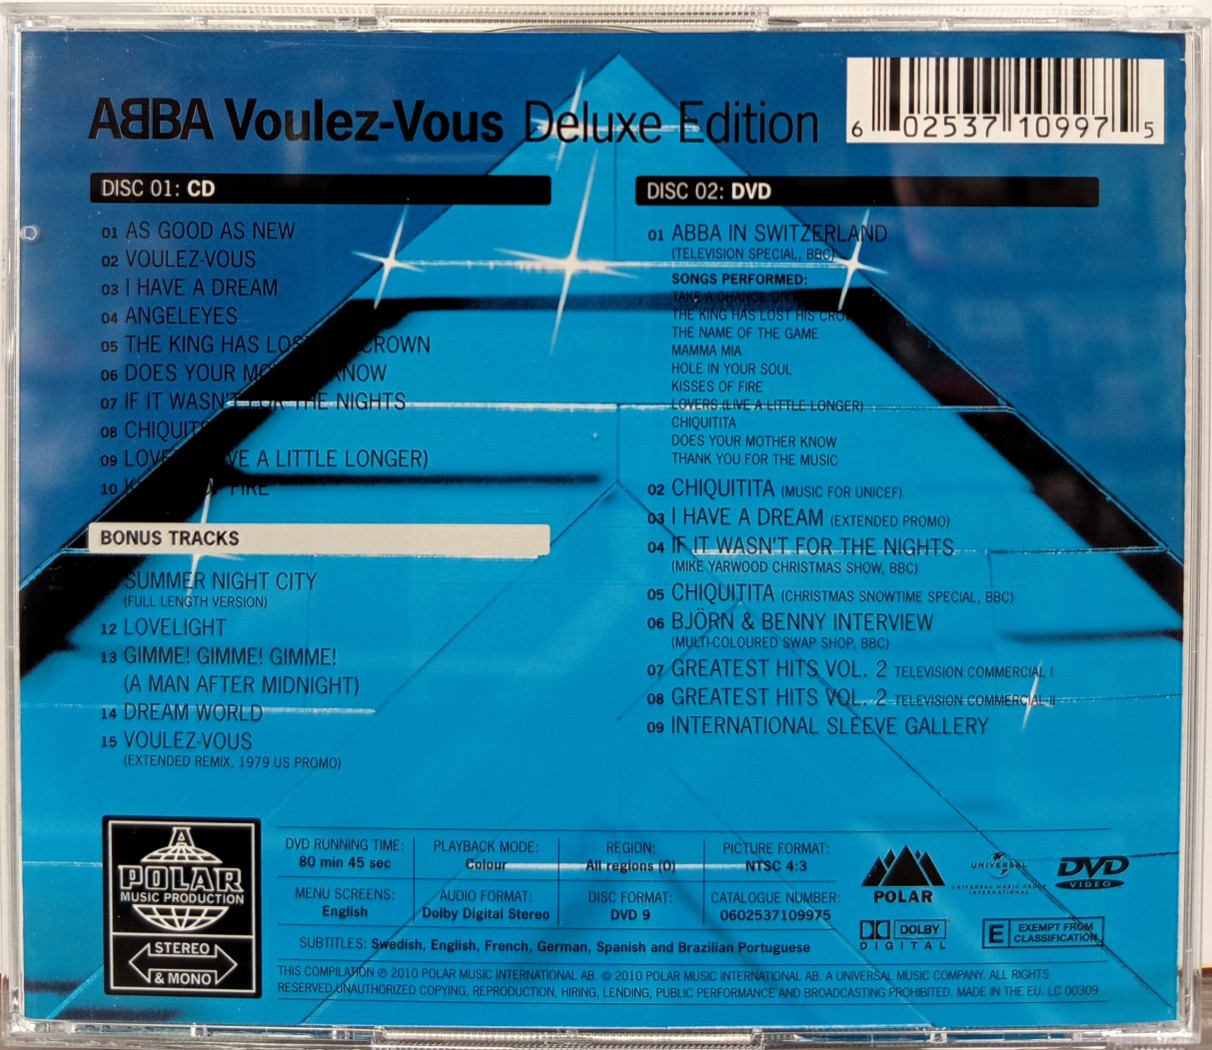 ABBA Voulez-Vous Deluxe Edition
6 02537 10997 5
DISC 01: CD
01 AS GOOD AS NEW
02 VOULEZ-VOUS
03 I HAVE A DREAM
04 ANGELEYES
05 THE KING HAS LOST CROWN
06 DOES YOUR MOTHER KNOW
07 IF IT WASN'T FOR THE NIGHTS
08 CHIQUITITA
09 LOVERS (LIVE A LITTLE LONGER)
10 KISSES OF FIRE
BONUS TRACKS
SUMMER NIGHT CITY
(FULL LENGTH VERSION)
12 LOVELIGHT
13 GIMME! GIMME! GIMME!
(A MAN AFTER MIDNIGHT)
14 DREAM WORLD
15 VOULEZ-VOUS
(EXTENDED REMIX, 1979 US PROMO)
DISC 02: DVD
01 ABBA IN SWITZERLAND
(TELEVISION SPECIAL, BBC)
SONGS PERFORMED:
TAKE A CHANCE ON
THE KING HAS LOST HIS CROWN
THE NAME OF THE GAME
MAMMA MIA
HOLE IN YOUR SOUL
KISSES OF FIRE
LOVERS (LIVE A LITTLE LONGER)
CHIQUITITA
DOES YOUR MOTHER KNOW
THANK YOU FOR THE MUSIC
02 CHIQUITITA (MUSIC FOR UNICEF)
03 I HAVE A DREAM (EXTENDED PROMO)
04 IF IT WASN'T FOR THE NIGHTS
(MIKE YARWOOD CHRISTMAS SHOW, BBC)
05 CHIQUITITA (CHRISTMAS SNOWTIME SPECIAL, BBC)
06 BJÖRN & BENNY INTERVIEW
(MULTI-COLOURED SWAP SHOP, BBC)
07 GREATEST HITS VOL. 2 TELEVISION COMMERCIAL I
08 GREATEST HITS VOL. 2 TELEVISION COMMERCIAL II
09 INTERNATIONAL SLEEVE GALLERY
A
POLAR
MUSIC PRODUCTION
STEREO
& MONO
DVD RUNNING TIME:
80 min 45 sec
PLAYBACK MODE:
Colour
REGION:
All regions (0)
PICTURE FORMAT:
NTSC 4:3
MENU SCREENS:
English
AUDIO FORMAT:
Dolby Digital Stereo
DISC FORMAT:
DVD 9
CATALOGUE NUMBER:
0602537109975
SUBTITLES: Swedish, English, French, German, Spanish and Brazilian Portuguese
POLAR
UNIVERSAL
UNIVERSAL MUSIC GROUP
INTERNATIONAL
DVD
VIDEO
DOLBY
DIGITAL
E EXEMPT FROM
CLASSIFICATION
THIS COMPILATION ℗ 2010 POLAR MUSIC INTERNATIONAL AB. © 2010 POLAR MUSIC INTERNATIONAL AB. A UNIVERSAL MUSIC COMPANY. ALL RIGHTS
RESERVED. UNAUTHORIZED COPYING, REPRODUCTION, HIRING, LENDING, PUBLIC PERFORMANCE AND BROADCASTING PROHIBITED. MADE IN THE EU. LC 00309